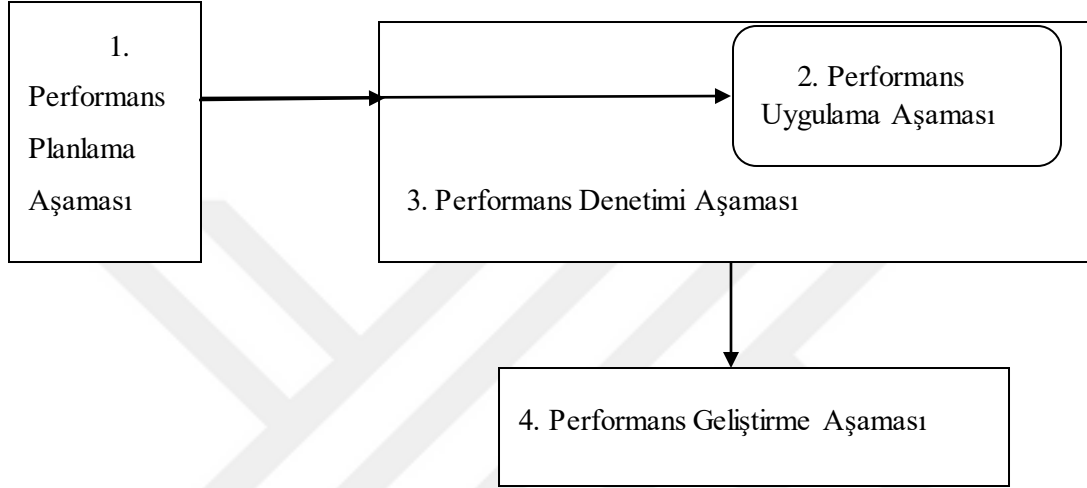 1.
Performans
Planlama
Aşaması
2. Performans
Uygulama Aşaması
3. Performans Denetimi Aşaması
4. Performans Geliştirme Aşaması